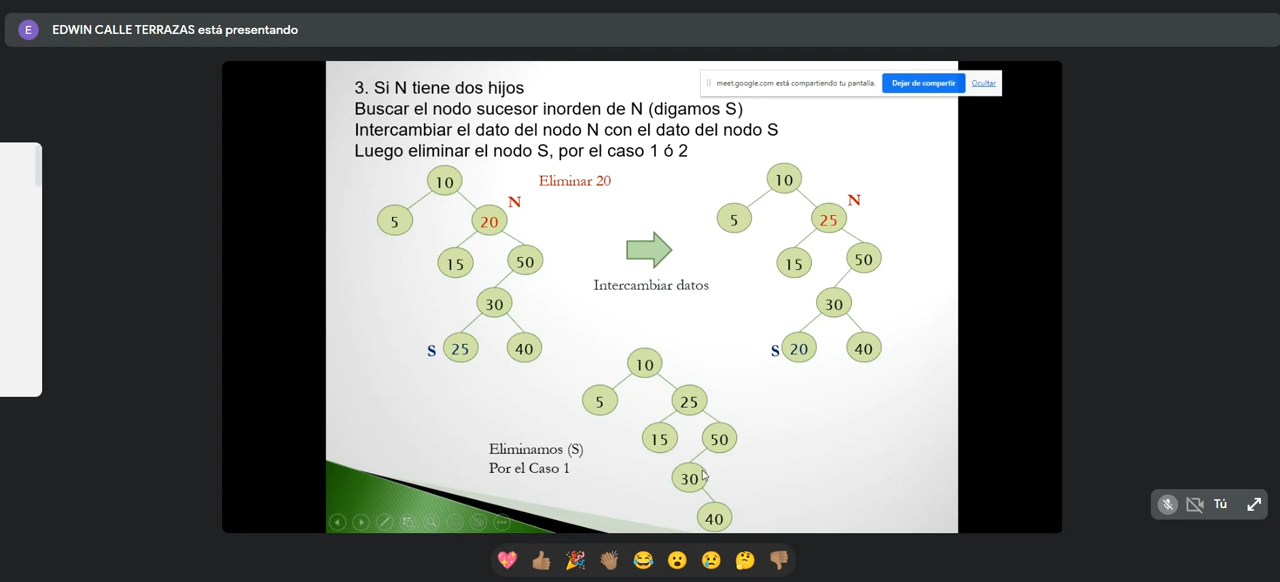 E EDWIN CALLE TERRAZAS está presentando
meet.google.com está compartiendo tu pantalla. Dejar de compartir Ocultar
3. Si N tiene dos hijos
Buscar el nodo sucesor inorden de N (digamos S)
Intercambiar el dato del nodo N con el dato del nodo S
Luego eliminar el nodo S, por el caso 1 ó 2
Eliminar 20
10
N
5 20
15 50
30
S 25 40
Intercambiar datos
10
N
5 25
15 50
30
S 20 40
Eliminamos (S)
Por el Caso 1
10
5 25
15 50
30
40
Tú